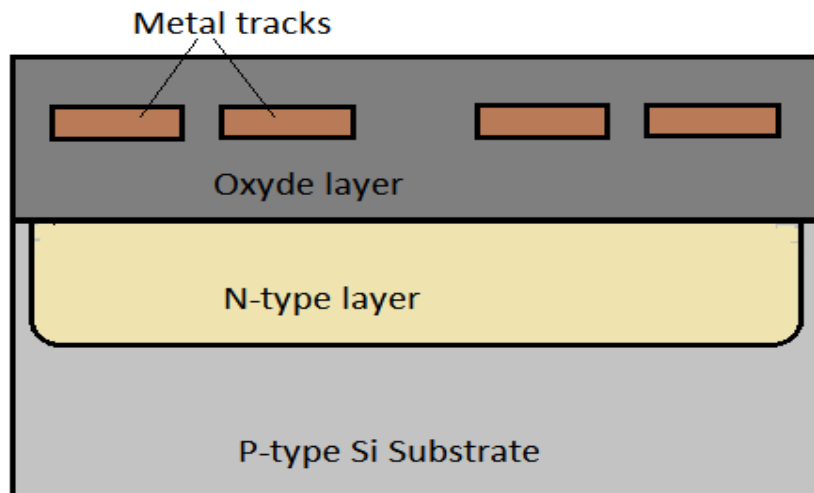 Metal tracks
Oxyde layer
N-type layer
P-type Si Substrate